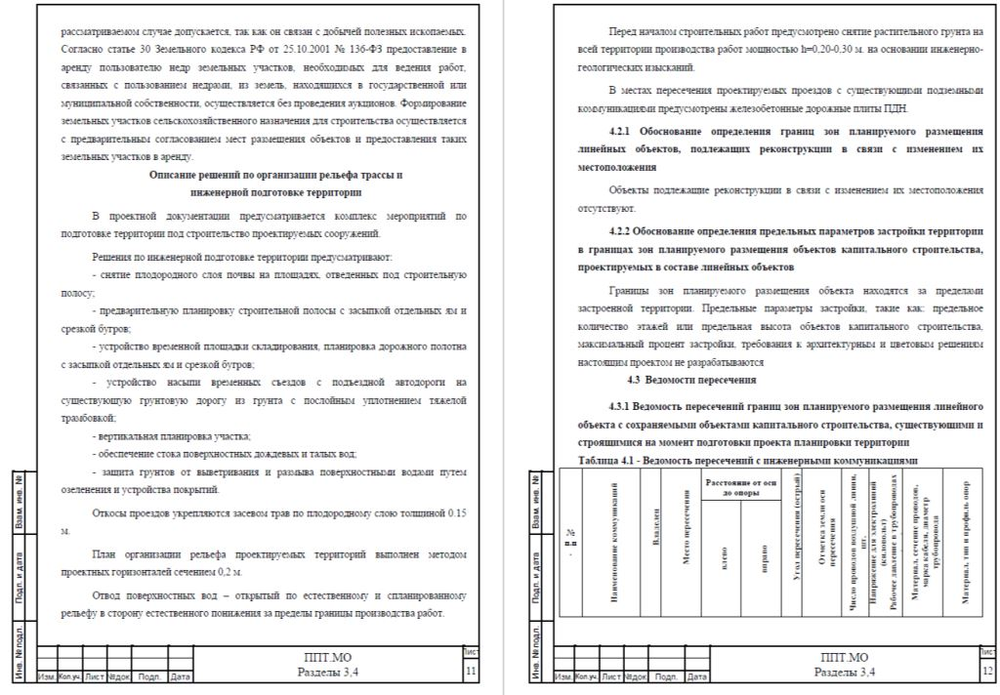 рассматриваемом случае допускается, так как он связан с добычей полезных ископаемых.
Согласно статье 30 Земельного кодекса РФ от 25.10.2001 № 136-ФЗ предоставление в
аренду пользователю недр земельных участков, необходимых для ведения работ,
связанных с пользованием недрами, из земель, находящихся в государственной или
муниципальной собственности, осуществляется без проведения аукционов. Формирование
земельных участков сельскохозяйственного назначения для строительства осуществляется
с предварительным согласованием мест размещения объектов и предоставления таких
земельных участков в аренду.
Описание решений по организации рельефа трассы и
инженерной подготовке территории
В проектной документации предусматривается комплекс мероприятий по
подготовке территории под строительство проектируемых сооружений.
Решения по инженерной подготовке территории предусматривают:
- снятие плодородного слоя почвы на площадях, отведенных под строительную
полосу;
- предварительную планировку строительной полосы с засыпкой отдельных ям и
срезкой бугров;
- устройство временной площадки складирования, планировка дорожного полотна
с засыпкой отдельных ям и срезкой бугров;
- устройство насыпи временных съездов с подъездной автодороги на
существующую грунтовую дорогу из грунта с послойным уплотнением тяжелой
трамбовкой;
- вертикальная планировка участка;
- обеспечение стока поверхностных дождевых и талых вод;
- защита грунтов от выветривания и размыва поверхностными водами путем
озеленения и устройства покрытий.
Откосы проездов укрепляются засевом трав по плодородному слою толщиной 0.15
м.
План организации рельефа проектируемых территорий выполнен методом
проектных горизонталей сечением 0,2 м.
Отвод поверхностных вод – открытый по естественному и спланированному
рельефу в сторону естественного понижения за пределы границы производства работ.
Взам. инв. №
Подп. и дата
Инв. № подл.
Изм. Кол.уч. Лист №док Подп. Дата
ППТ.МО
Разделы 3,4
Лист
11
Перед началом строительных работ предусмотрено снятие растительного грунта на
всей территории производства работ мощностью h=0,20-0,30 м. на основании инженерно-
геологических изысканий.
В местах пересечения проектируемых проездов с существующими подземными
коммуникациями предусмотрены железобетонные дорожные плиты ПДН.
4.2.1 Обоснование определения границ зон планируемого размещения
линейных объектов, подлежащих реконструкции в связи с изменением их
местоположения
Объекты подлежащие реконструкции в связи с изменением их местоположения
отсутствуют.
4.2.2 Обоснование определения предельных параметров застройки территории
в границах зон планируемого размещения объектов капитального строительства,
проектируемых в составе линейных объектов
Границы зон планируемого размещения объекта находятся за пределами
застроенной территории. Предельные параметры застройки, такие как: предельное
количество этажей или предельная высота объектов капитального строительства,
максимальный процент застройки, требования к архитектурным и цветовым решениям
настоящим проектом не разрабатываются
4.3 Ведомости пересечения
4.3.1 Ведомость пересечений границ зон планируемого размещения линейного
объекта с сохраняемыми объектами капитального строительства, существующими и
строящимися на момент подготовки проекта планировки территории
Таблица 4.1 - Ведомость пересечений с инженерными коммуникациями
№
п.п
.
Наименование коммуникаций
Владелец
Место пересечения
Расстояние от оси
до опоры
влево
вправо
Угол пересечения (острый)
Отметка земли оси
пересечения
Число проводов воздушной линии,
шт.
Напряжение для электролиний
(киловольт)
Рабочее давление в трубопроводах
Материал, сечение проводов,
марка кабеля, диаметр
трубопровода
Материал, тип и профиль опор
Взам. инв. №
Подп. и дата
Инв. № подл.
Изм. Кол.уч. Лист №док Подп. Дата
ППТ.МО
Разделы 3,4
Лист
12